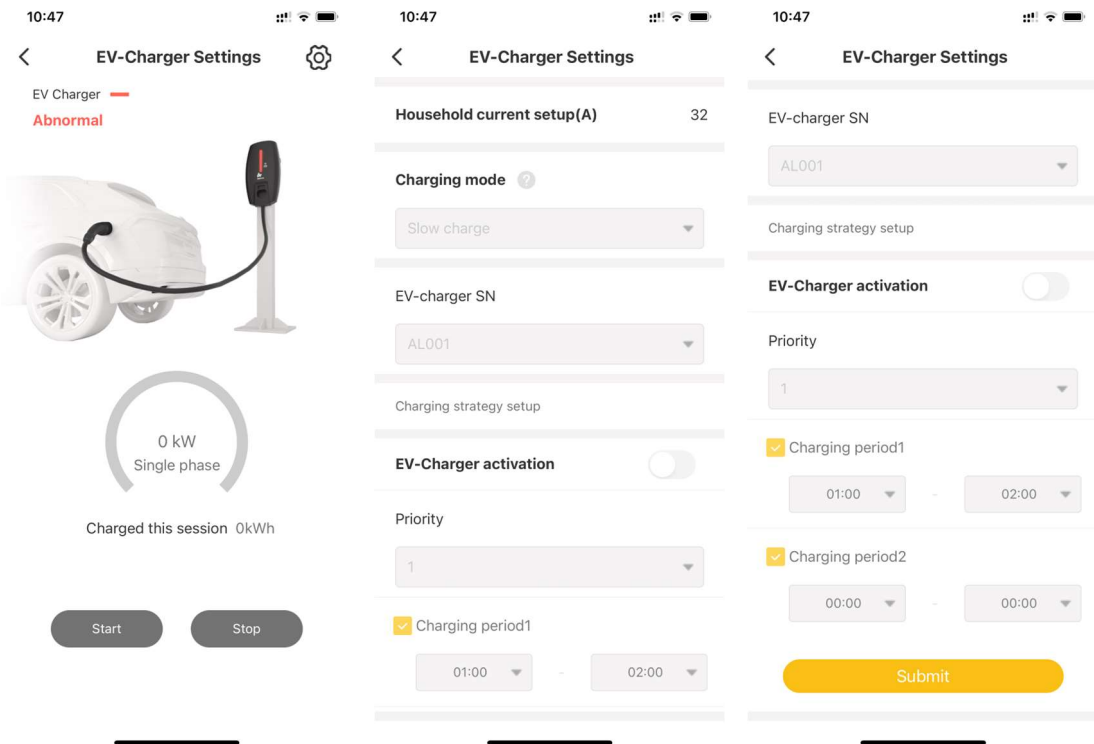 10:47
EV-Charger Settings
EV Charger
Abnormal
0 kW
Single phase
Charged this session 0kWh
Start
Stop
10:47
EV-Charger Settings
Household current setup(A) 32
Charging mode ?
Slow charge
EV-charger SN
AL001
Charging strategy setup
EV-Charger activation
Priority
1
Charging period1
01:00 - 02:00
10:47
EV-Charger Settings
EV-charger SN
AL001
Charging strategy setup
EV-Charger activation
Priority
1
Charging period1
01:00 - 02:00
Charging period2
00:00 - 00:00
Submit